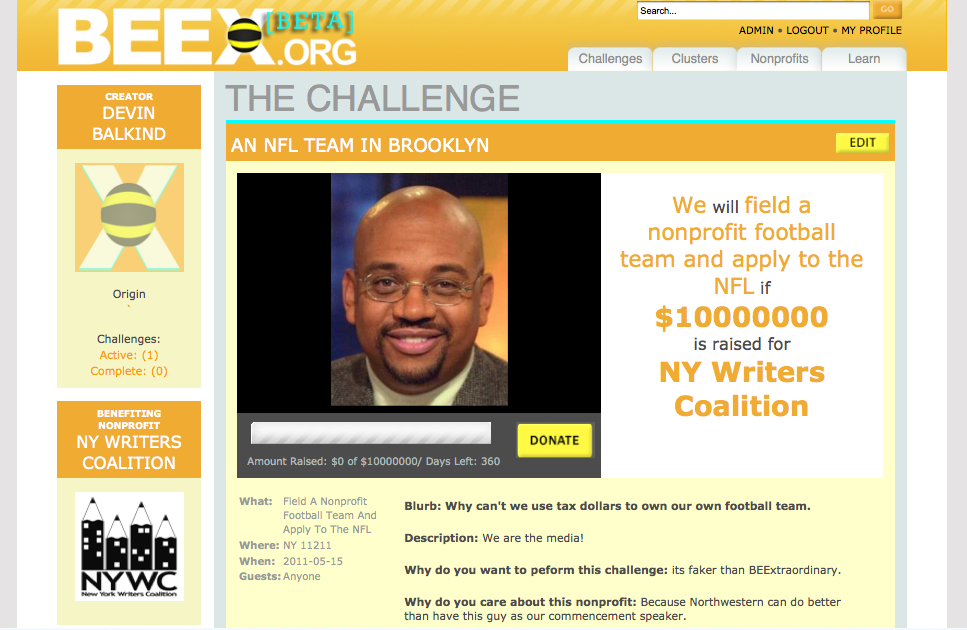 BEEX[BETA]
.ORG
Search...
GO
ADMIN • LOGOUT • MY PROFILE
Challenges
Clusters
Nonprofits
Learn
CREATOR
DEVIN
BALKIND
Origin
Challenges:
Active: (1)
Complete: (0)
BENEFITING
NONPROFIT
NY WRITERS
COALITION
NYWC
New York Writers Coalition
THE CHALLENGE
AN NFL TEAM IN BROOKLYN
EDIT
We will field a
nonprofit football
team and apply to the
NFL if
$10000000
is raised for
NY Writers
Coalition
DONATE
Amount Raised: $0 of $10000000/ Days Left: 360
What: Field A Nonprofit
Football Team And
Apply To The NFL
Where: NY 11211
When: 2011-05-15
Guests: Anyone
Blurb: Why can't we use tax dollars to own our own football team.
Description: We are the media!
Why do you want to peform this challenge: its faker than BEExtraordinary.
Why do you care about this nonprofit: Because Northwestern can do better
than have this guy as our commencement speaker.